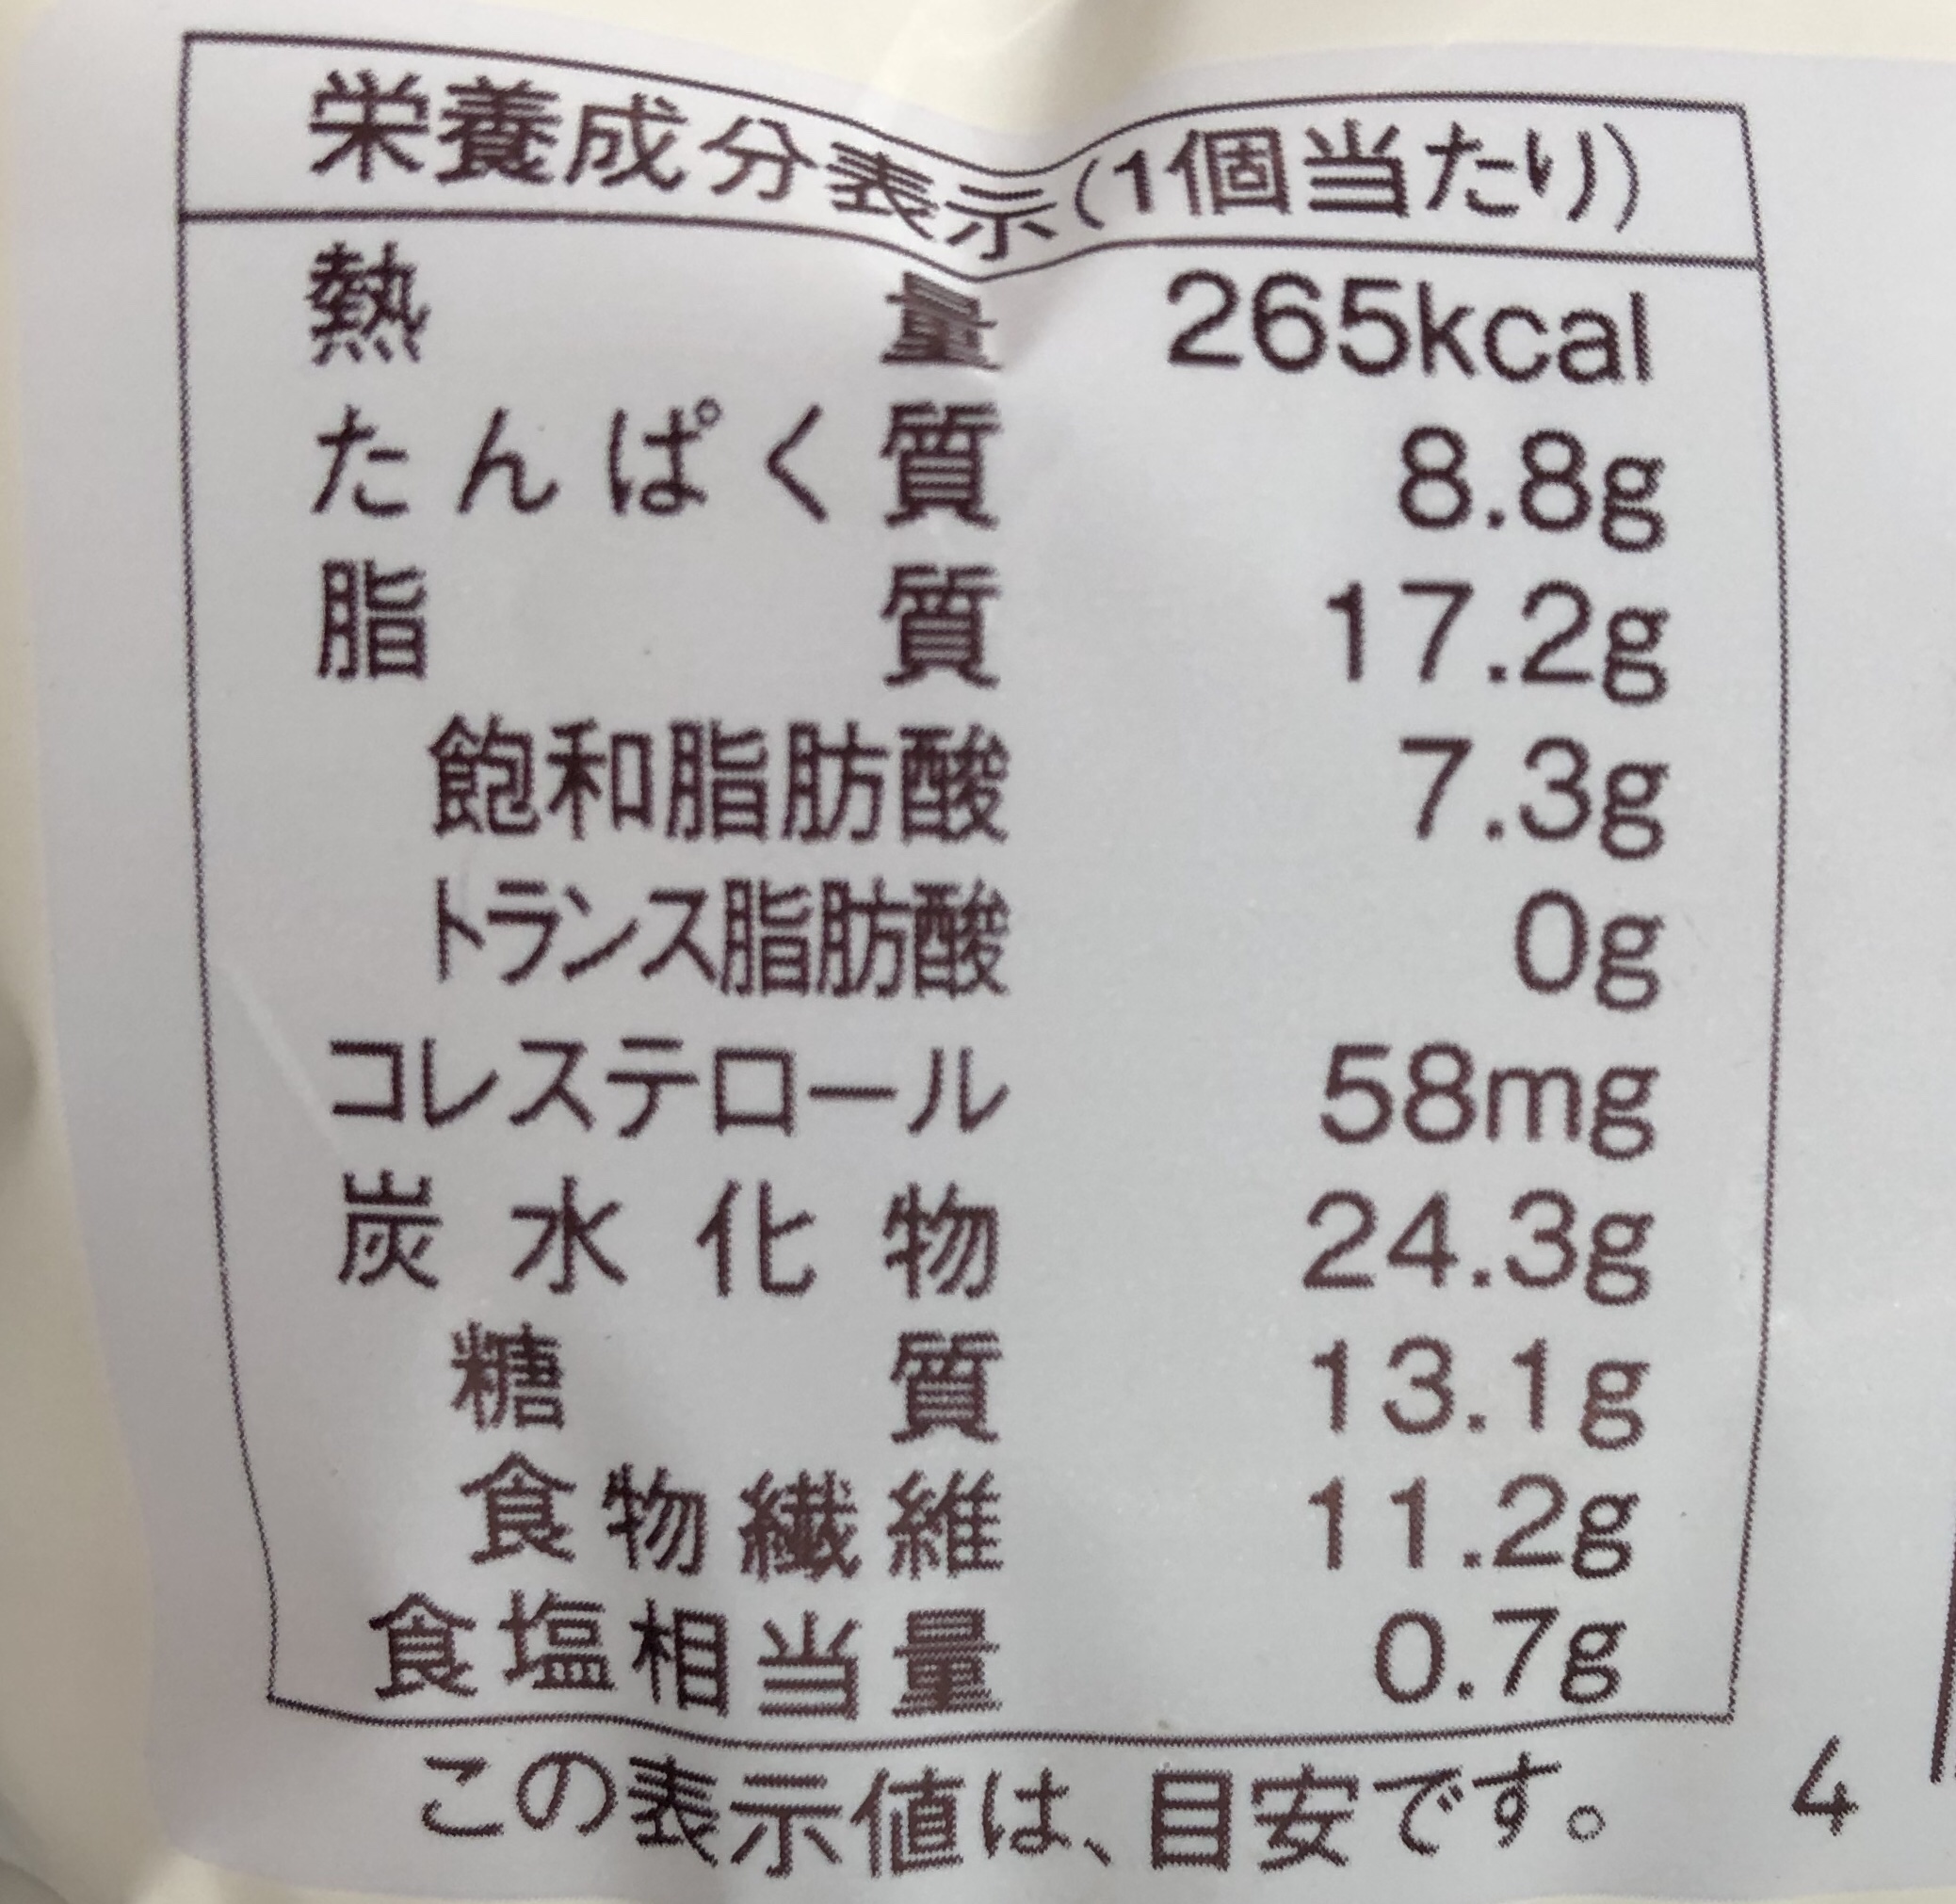 栄養成分表示(1個当たり)
熱量 265kcal
たんぱく質 8.8g
脂質 17.2g
飽和脂肪酸 7.3g
トランス脂肪酸 0g
コレステロール 58mg
炭水化物 24.3g
糖質 13.1g
食物繊維 11.2g
食塩相当量 0.7g
この表示値は、目安です。 4